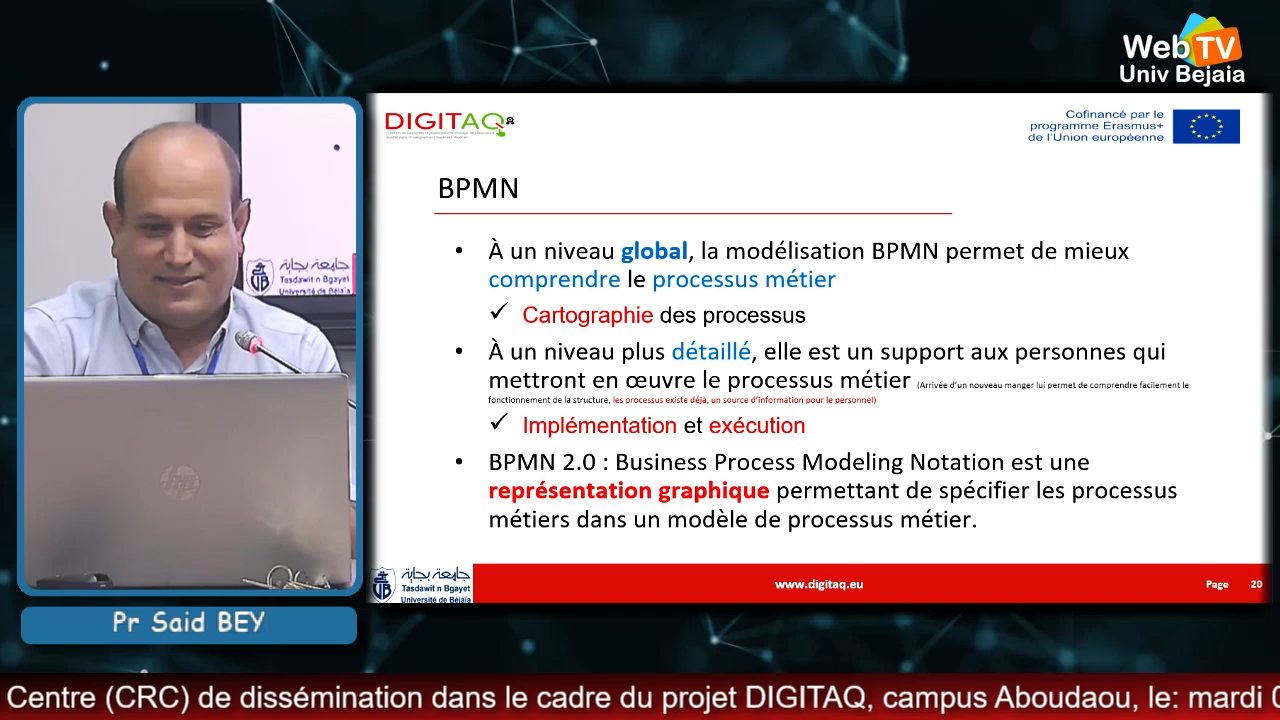 Web TV
Univ Bejaia
DIGITAQ
Cofinancé par le
programme Erasmus+
de l'Union européenne
BPMN
• À un niveau global, la modélisation BPMN permet de mieux
comprendre le processus métier
✓ Cartographie des processus
• À un niveau plus détaillé, elle est un support aux personnes qui
mettront en œuvre le processus métier (Arrivée d'un nouveau manger lui permet de comprendre facilement le
fonctionnement de la structure, les processus existe déjà, un source d'information pour le personnel)
✓ Implémentation et exécution
• BPMN 2.0 : Business Process Modeling Notation est une
représentation graphique permettant de spécifier les processus
métiers dans un modèle de processus métier.
جامعة بجاية
Tasdawit n Bgayet
Université de Béjaïa
www.digitaq.eu
Page 20
جامعة بجاية
Tasdawit n Bgayet
Université de Béjaïa
hp
Pr Said BEY
Centre (CRC) de dissémination dans le cadre du projet DIGITAQ, campus Aboudaou, le: mardi 0